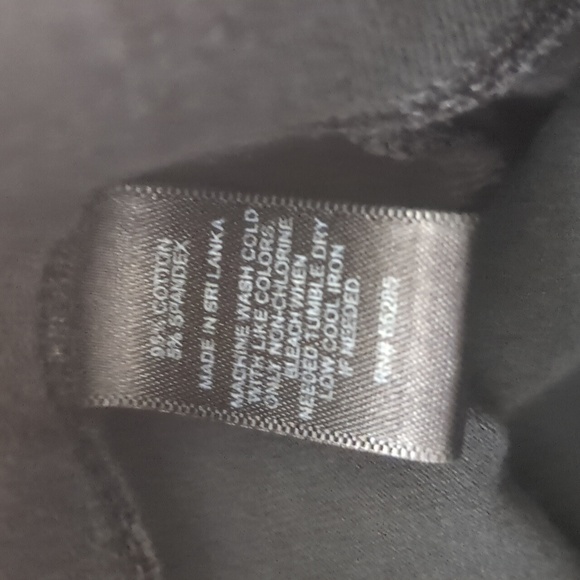 95% COTTON
5% SPANDEX
MADE IN SRI LANKA
MACHINE WASH COLD
WITH LIKE COLORS.
ONLY NON-CHLORINE
BLEACH WHEN
NEEDED. TUMBLE DRY
LOW. COOL IRON
IF NEEDED.
RN#